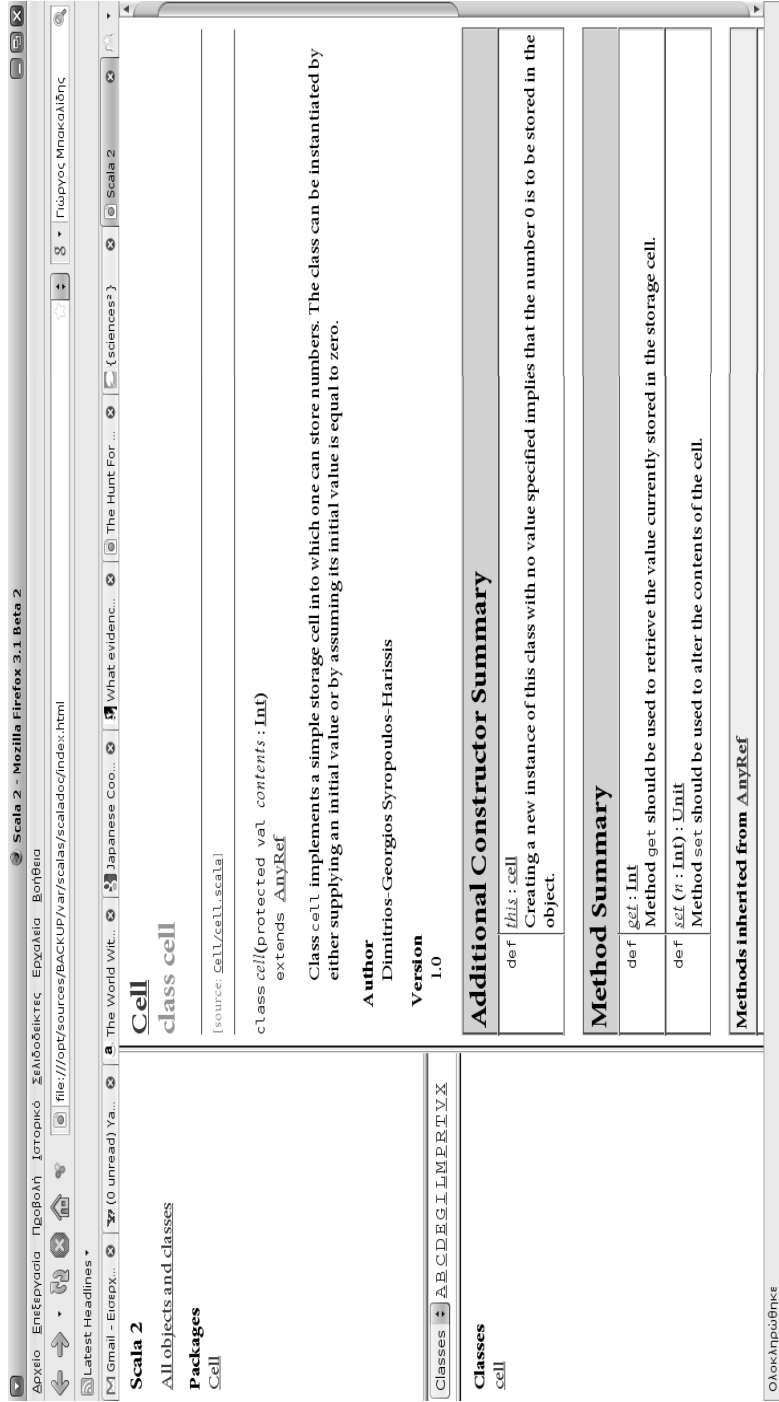 Scala 2 - Mozilla Firefox 3.1 Beta 2
Αρχείο Επεξεργασία Προβολή Ιστορικό Σελιδοδείκτες Εργαλεία Βοήθεια
file:///opt/sources/BACKUP/var/scalas/scaladoc/index.html
Γιώργος Μπακαλίδης
Latest Headlines
Gmail - Εισερχ...
(0 unread) Ya...
The World Wit...
Japanese Coo...
What evidenc...
The Hunt For ...
{sciences² }
Scala 2
Scala 2
All objects and classes
Packages
Cell
Classes A B C D E G I L M P R T V X
Classes
cell
Cell
class cell
[source: Cell/cell.scala]
class cell(protected val contents : Int)
extends AnyRef
Class cell implements a simple storage cell into which one can store numbers. The class can be instantiated by
either supplying an initial value or by assuming its initial value is equal to zero.
Author
Dimitrios-Georgios Syropoulos-Harissis
Version
1.0
Additional Constructor Summary
def this : cell
Creating a new instance of this class with no value specified implies that the number 0 is to be stored in the
object.
Method Summary
def get : Int
Method get should be used to retrieve the value currently stored in the storage cell.
def set (n : Int) : Unit
Method set should be used to alter the contents of the cell.
Methods inherited from AnyRef
Ολοκληρώθηκε